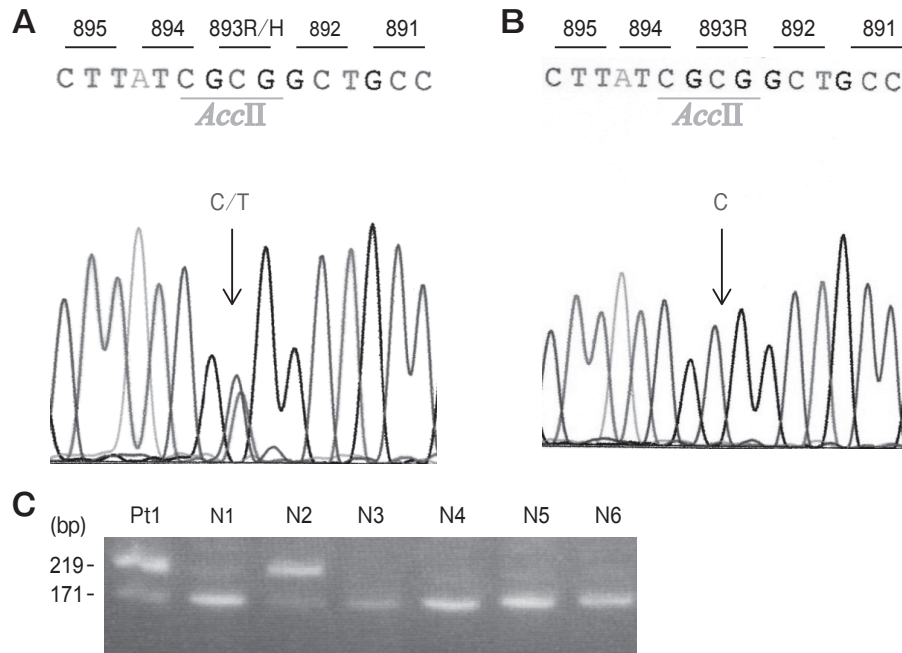 A
895 894 893R/H 892 891
CTTATCGCGGCTGCC
AccII
C/T
B
895 894 893R 892 891
CTTATCGCGGCTGCC
AccII
C
C
(bp) Pt1 N1 N2 N3 N4 N5 N6
219-
171-